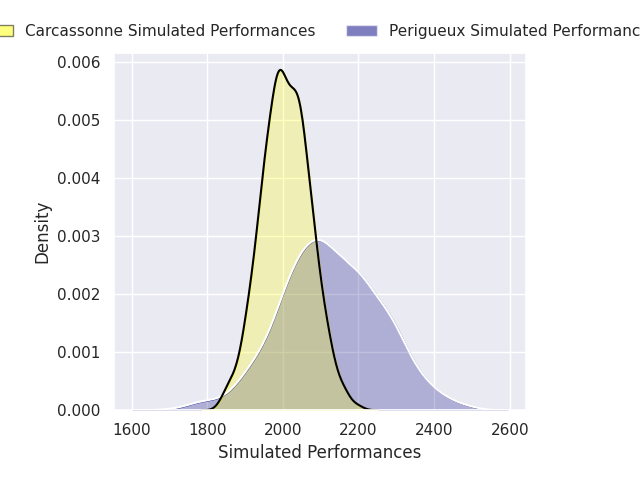 Carcassonne Simulated Performances Perigueux Simulated Performanc
0.006
0.005
0.004
0.003
0.002
0.001
0.000
Density
1600 1800 2000 2200 2400 2600
Simulated Performances